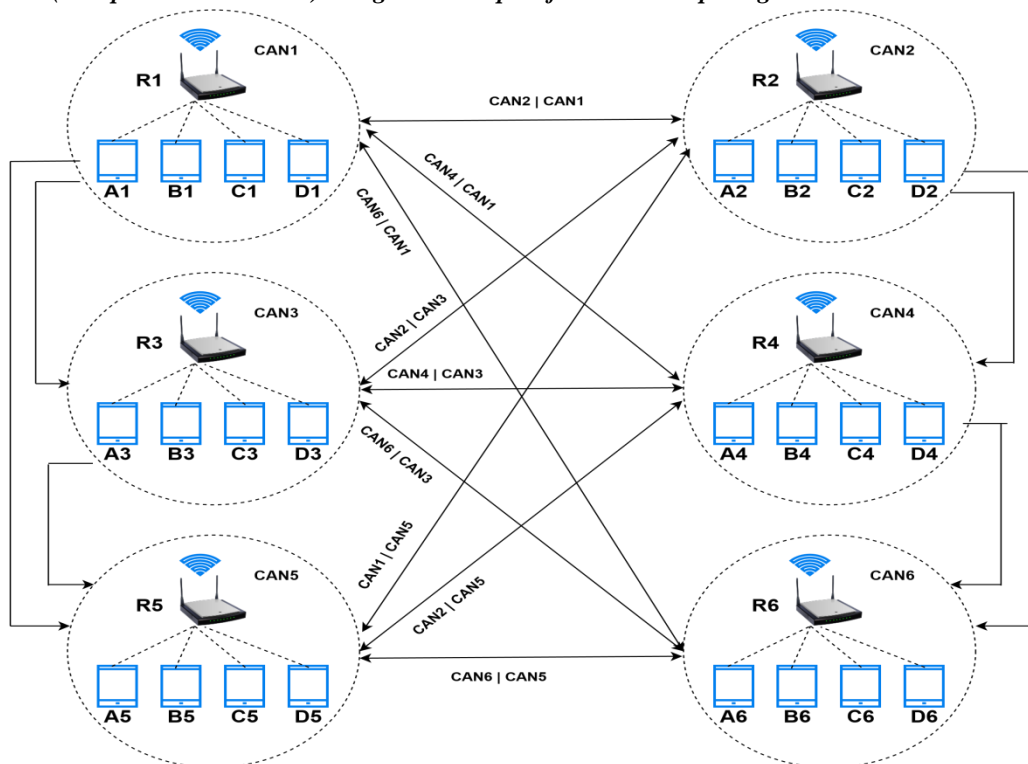 CAN1
R1
A1 B1 C1 D1
CAN2
R2
A2 B2 C2 D2
CAN2 | CAN1
CAN4 | CAN1
CAN6 | CAN1
CAN3
R3
A3 B3 C3 D3
CAN4
R4
A4 B4 C4 D4
CAN2 | CAN3
CAN4 | CAN3
CAN6 | CAN3
CAN1 | CAN5
CAN2 | CAN5
CAN5
R5
A5 B5 C5 D5
CAN6
R6
A6 B6 C6 D6
CAN6 | CAN5